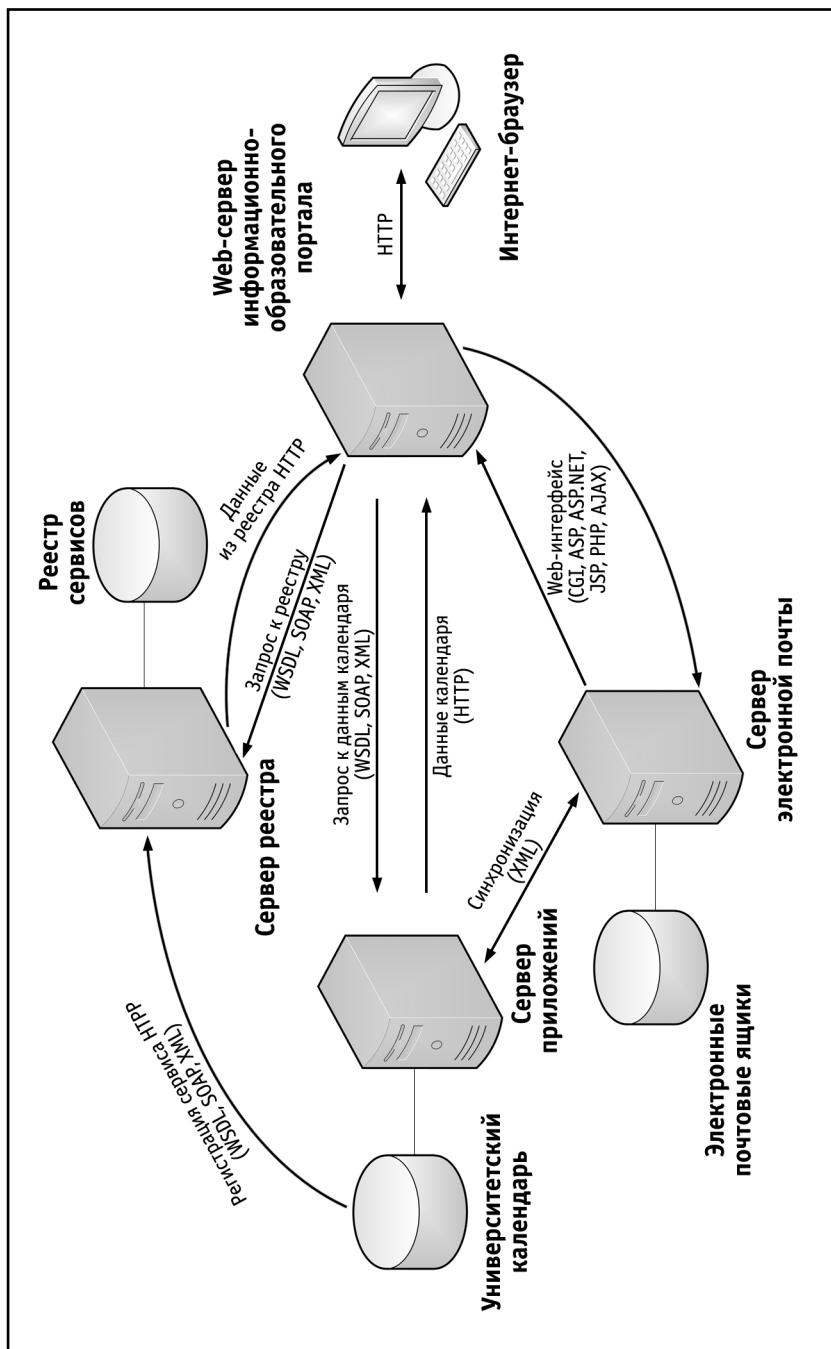 Web-сервер
информационно-
образовательного
портала
HTTP
Интернет-браузер
Реестр
сервисов
Данные
из реестра HTTP
Запрос к реестру
(WSDL, SOAP, XML)
Сервер реестра
Запрос к данным календаря
(WSDL, SOAP, XML)
Данные календаря
(HTTP)
Web-интерфейс
(CGI, ASP, ASP.NET,
JSP, PHP, AJAX)
Регистрация сервиса HTPP
(WSDL, SOAP, XML)
Синхронизация
(XML)
Сервер
приложений
Сервер
электронной почты
Университетский
календарь
Электронные
почтовые ящики